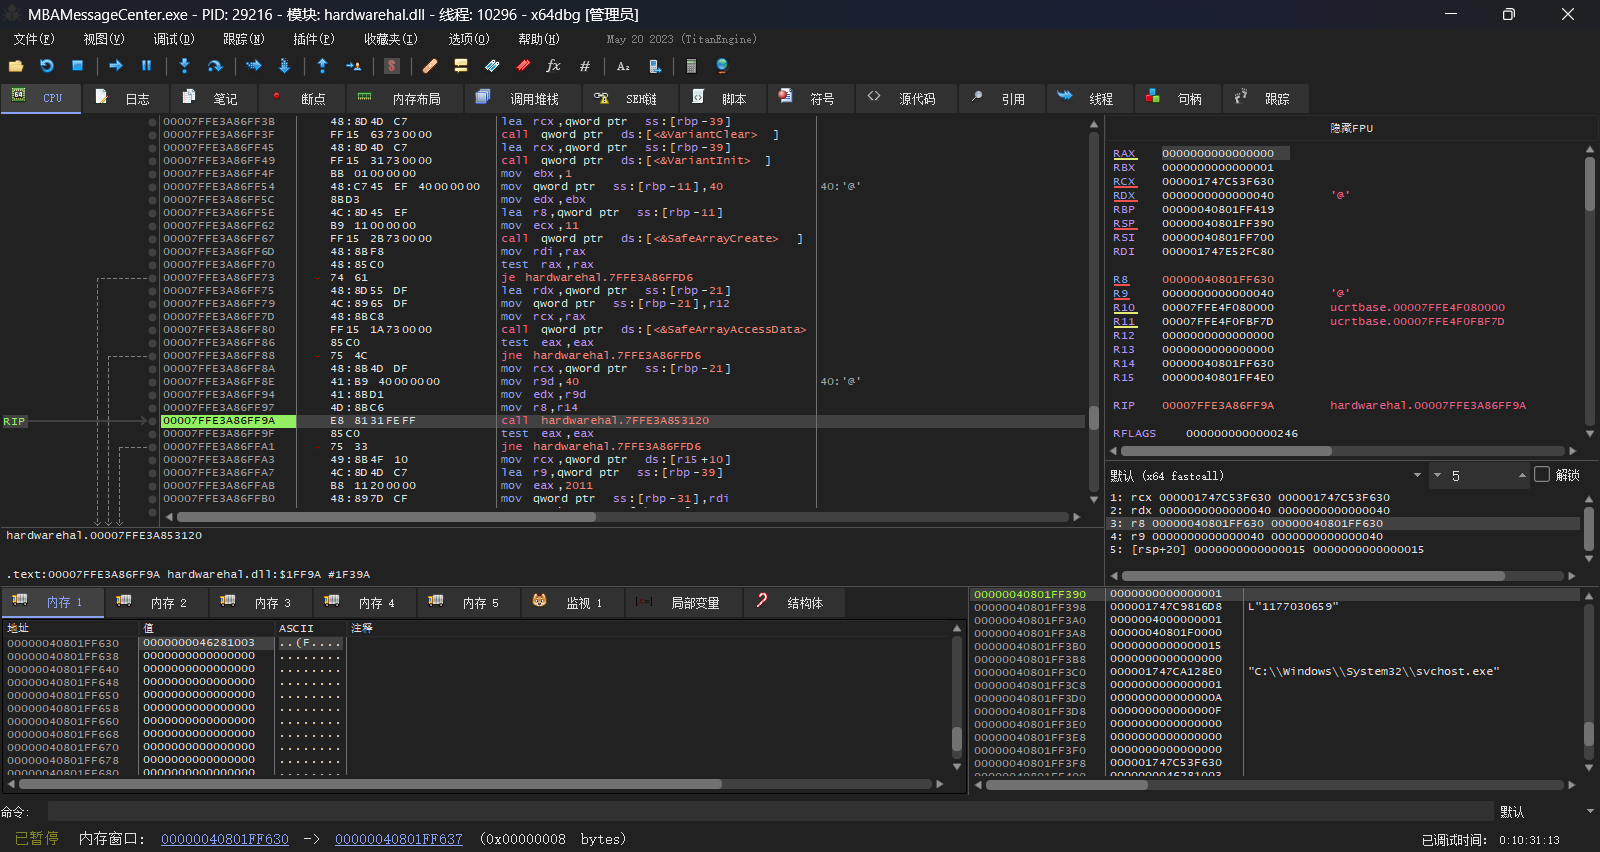 MBAMessageCenter.exe - PID: 29216 - 模块: hardwarehal.dll - 线程: 10296 - x64dbg [管理员]
文件(F) 视图(V) 调试(D) 跟踪(N) 插件(P) 收藏夹(I) 选项(O) 帮助(H) May 20 2023 (TitanEngine)
CPU 日志 笔记 断点 内存布局 调用堆栈 SEH链 脚本 符号 源代码 引用 线程 句柄 跟踪
00007FFE3A86FF3B 48:8D4D C7 lea rcx,qword ptr ss:[rbp-39]
00007FFE3A86FF3F FF15 63730000 call qword ptr ds:[<&VariantClear>]
00007FFE3A86FF45 48:8D4D C7 lea rcx,qword ptr ss:[rbp-39]
00007FFE3A86FF49 FF15 31730000 call qword ptr ds:[<&VariantInit>]
00007FFE3A86FF4F BB 01000000 mov ebx,1
00007FFE3A86FF54 48:C745 EF 40000000 mov qword ptr ss:[rbp-11],40 40:'@'
00007FFE3A86FF5C 8BD3 mov edx,ebx
00007FFE3A86FF5E 4C:8D45 EF lea r8,qword ptr ss:[rbp-11]
00007FFE3A86FF62 B9 11000000 mov ecx,11
00007FFE3A86FF67 FF15 2B730000 call qword ptr ds:[<&SafeArrayCreate>]
00007FFE3A86FF6D 48:8BF8 mov rdi,rax
00007FFE3A86FF70 48:85C0 test rax,rax
00007FFE3A86FF73 74 61 je hardwarehal.7FFE3A86FFD6
00007FFE3A86FF75 48:8D55 DF lea rdx,qword ptr ss:[rbp-21]
00007FFE3A86FF79 4C:8965 DF mov qword ptr ss:[rbp-21],r12
00007FFE3A86FF7D 48:8BC8 mov rcx,rax
00007FFE3A86FF80 FF15 1A730000 call qword ptr ds:[<&SafeArrayAccessData>
00007FFE3A86FF86 85C0 test eax,eax
00007FFE3A86FF88 75 4C jne hardwarehal.7FFE3A86FFD6
00007FFE3A86FF8A 48:8B4D DF mov rcx,qword ptr ss:[rbp-21]
00007FFE3A86FF8E 41:B9 40000000 mov r9d,40 40:'@'
00007FFE3A86FF94 41:8BD1 mov edx,r9d
00007FFE3A86FF97 4D:8BC6 mov r8,r14
RIP 00007FFE3A86FF9A E8 8131FEFF call hardwarehal.7FFE3A853120
00007FFE3A86FF9F 85C0 test eax,eax
00007FFE3A86FFA1 75 33 jne hardwarehal.7FFE3A86FFD6
00007FFE3A86FFA3 49:8B4F 10 mov rcx,qword ptr ds:[r15+10]
00007FFE3A86FFA7 4C:8D4D C7 lea r9,qword ptr ss:[rbp-39]
00007FFE3A86FFAB B8 11200000 mov eax,2011
00007FFE3A86FFB0 48:897D CF mov qword ptr ss:[rbp-31],rdi
hardwarehal.00007FFE3A853120
.text:00007FFE3A86FF9A hardwarehal.dll:$1FF9A #1F39A
隐藏FPU
RAX 0000000000000000
RBX 0000000000000001
RCX 000001747C53F630
RDX 0000000000000040 '@'
RBP 00000040801FF419
RSP 00000040801FF390
RSI 00000040801FF700
RDI 000001747E52FC80
R8 00000040801FF630
R9 0000000000000040 '@'
R10 00007FFE4F080000 ucrtbase.00007FFE4F080000
R11 00007FFE4F0FBF7D ucrtbase.00007FFE4F0FBF7D
R12 0000000000000000
R13 0000000000000000
R14 00000040801FF630
R15 00000040801FF4E0
RIP 00007FFE3A86FF9A hardwarehal.00007FFE3A86FF9A
RFLAGS 0000000000000246
默认 (x64 fastcall) 5 解锁
1: rcx 000001747C53F630 000001747C53F630
2: rdx 0000000000000040 0000000000000040
3: r8 00000040801FF630 00000040801FF630
4: r9 0000000000000040 0000000000000040
5: [rsp+20] 0000000000000015 0000000000000015
内存 1 内存 2 内存 3 内存 4 内存 5 监视 1 局部变量 结构体
地址 值 ASCII 注释
00000040801FF630 0000000046281003 ..(F....
00000040801FF638 0000000000000000 ........
00000040801FF640 0000000000000000 ........
00000040801FF648 0000000000000000 ........
00000040801FF650 0000000000000000 ........
00000040801FF658 0000000000000000 ........
00000040801FF660 0000000000000000 ........
00000040801FF668 0000000000000000 ........
00000040801FF670 0000000000000000 ........
00000040801FF678 0000000000000000 ........
00000040801FF680 0000000000000000 ........
00000040801FF390 0000000000000001
00000040801FF398 000001747C9816D8 L"1177030659"
00000040801FF3A0 0000004000000001
00000040801FF3A8 00000040801F0000
00000040801FF3B0 0000000000000015
00000040801FF3B8 0000000000000000
00000040801FF3C0 000001747CA128E0 "C:\\Windows\\System32\\svchost.exe"
00000040801FF3C8 0000000000000001
00000040801FF3D0 000000000000000A
00000040801FF3D8 000000000000000F
00000040801FF3E0 0000000000000000
00000040801FF3E8 0000000000000000
00000040801FF3F0 0000000000000000
00000040801FF3F8 000001747C53F630
00000040801FF400 0000000046281003
命令: 默认
已暂停 内存窗口: 00000040801FF630 -> 00000040801FF637 (0x00000008 bytes) 已调试时间: 0:10:31:13